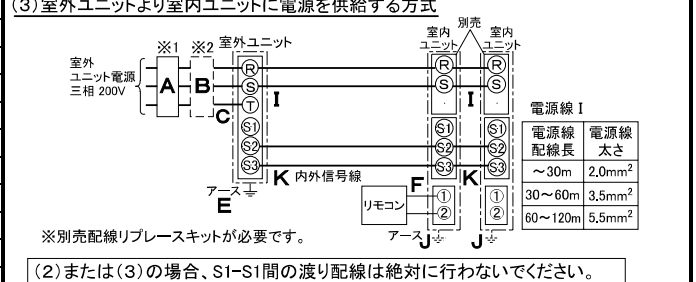 (3)室外ユニットより室内ユニットに電源を供給する方式
別売
※1 ※2 室外ユニット 室内ユニット 室内ユニット
室外ユニット電源
三相 200V
A B C
R R R
S S S
T
I I
S1 S1 S1
S2 S2 S2
S3 S3 S3
K 内外信号線 K
アース
E
F
リモコン
① ①
② ②
アース J J
電源線 I
電源線配線長 電源線太さ
～30m 2.0mm²
30～60m 3.5mm²
60～120m 5.5mm²
※別売配線リプレースキットが必要です。
(2)または(3)の場合、S1-S1間の渡り配線は絶対に行わないでください。